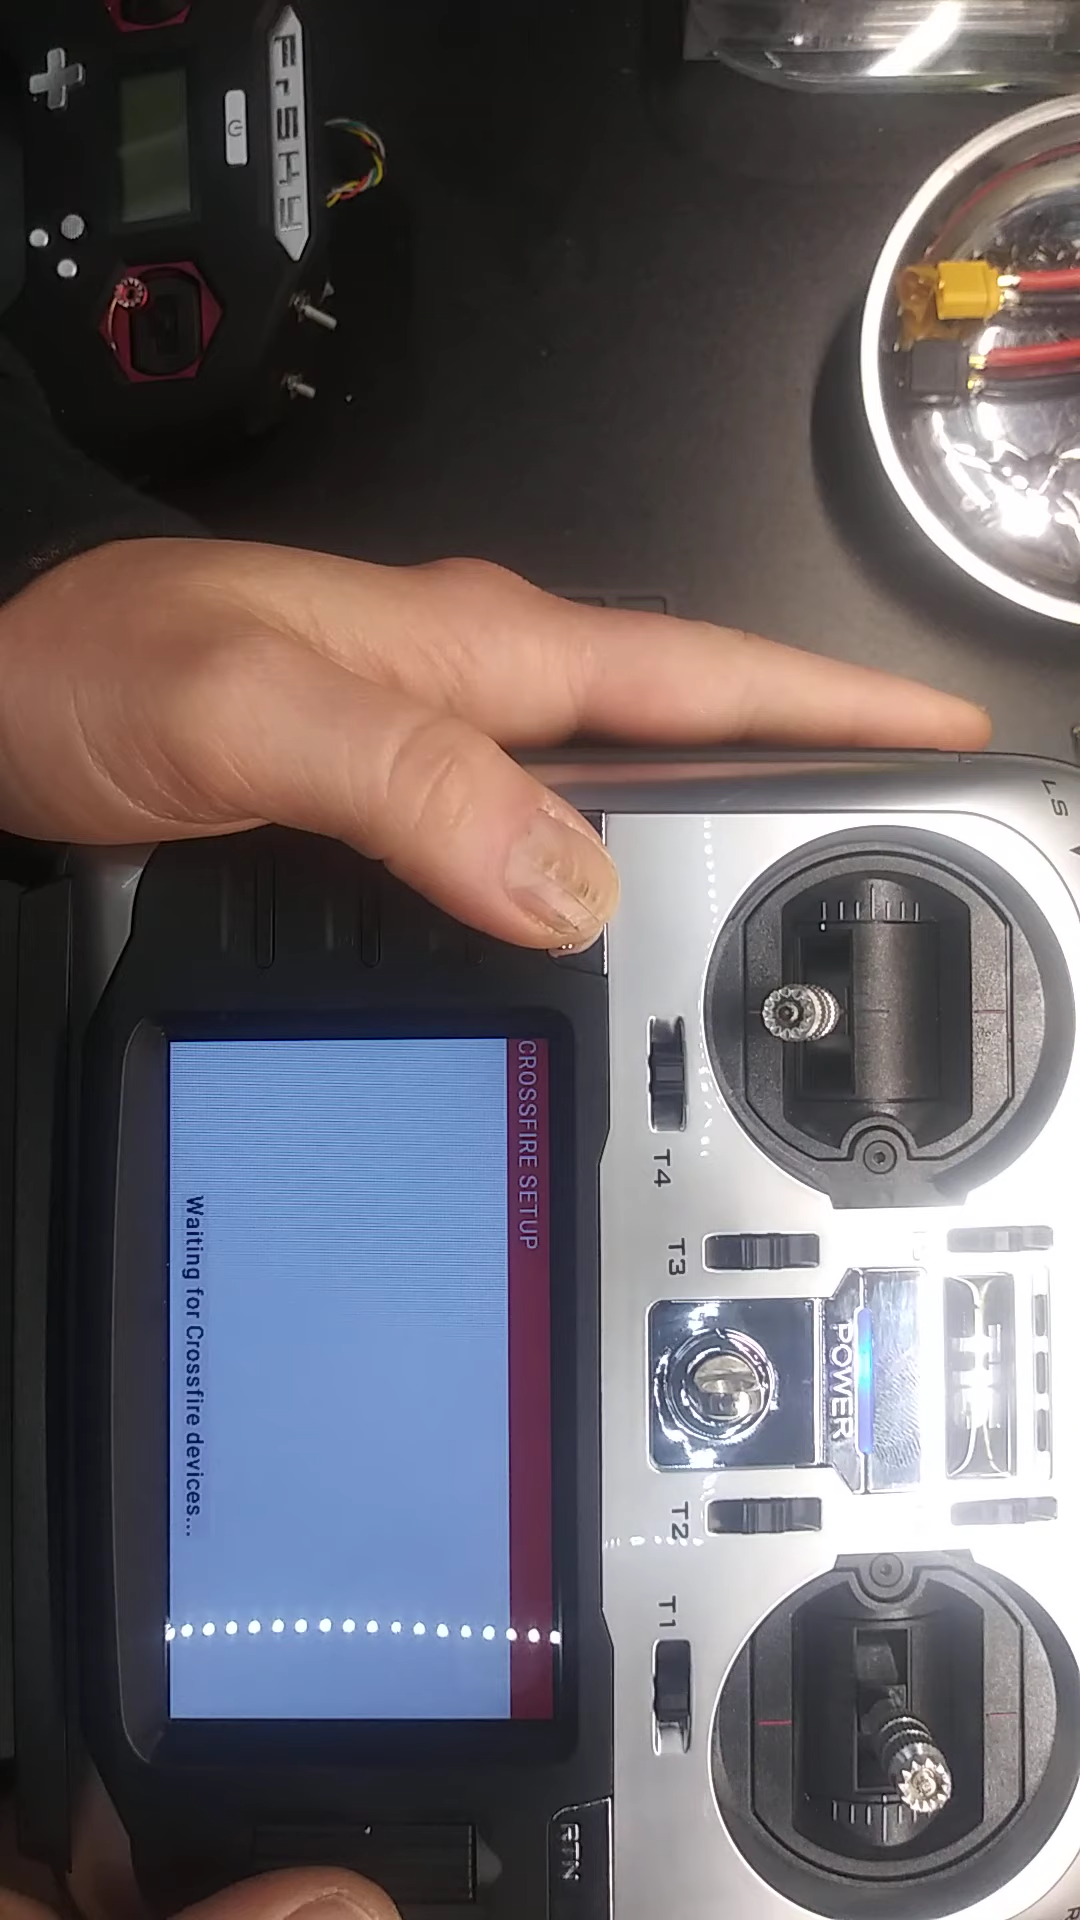 FrSKY
LS
CROSSFIRE SETUP
Waiting for Crossfire devices...
T4
T3
POWER
T2
T1
RTN